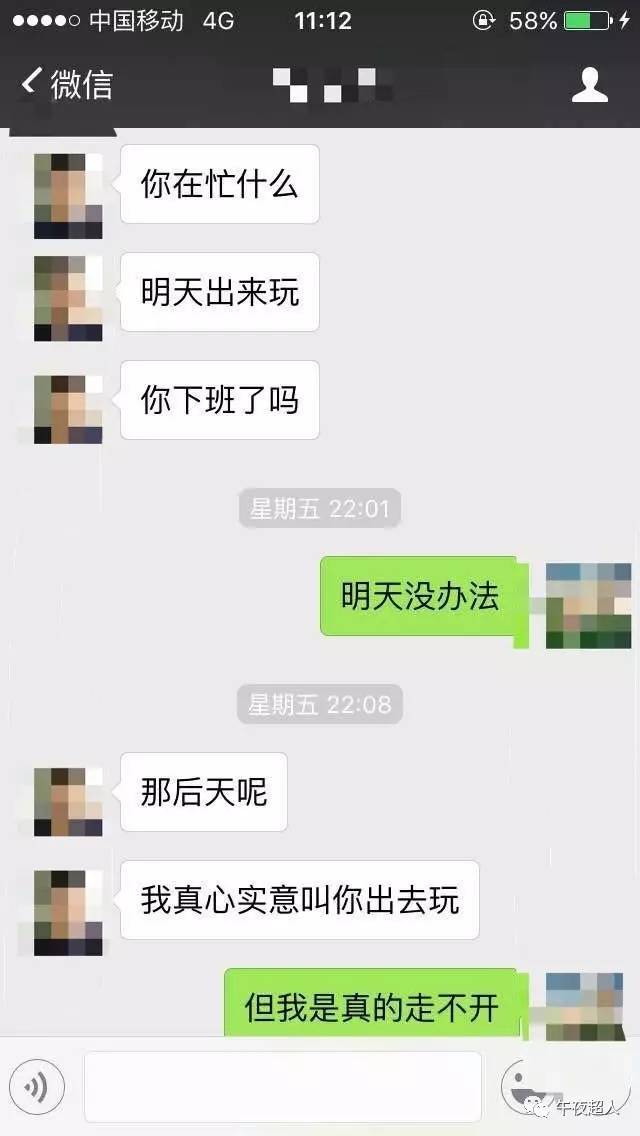 中国移动 4G 11:12 58%
微信
你在忙什么
明天出来玩
你下班了吗
星期五 22:01
明天没办法
星期五 22:08
那后天呢
我真心实意叫你出去玩
但我是真的走不开
午夜超人